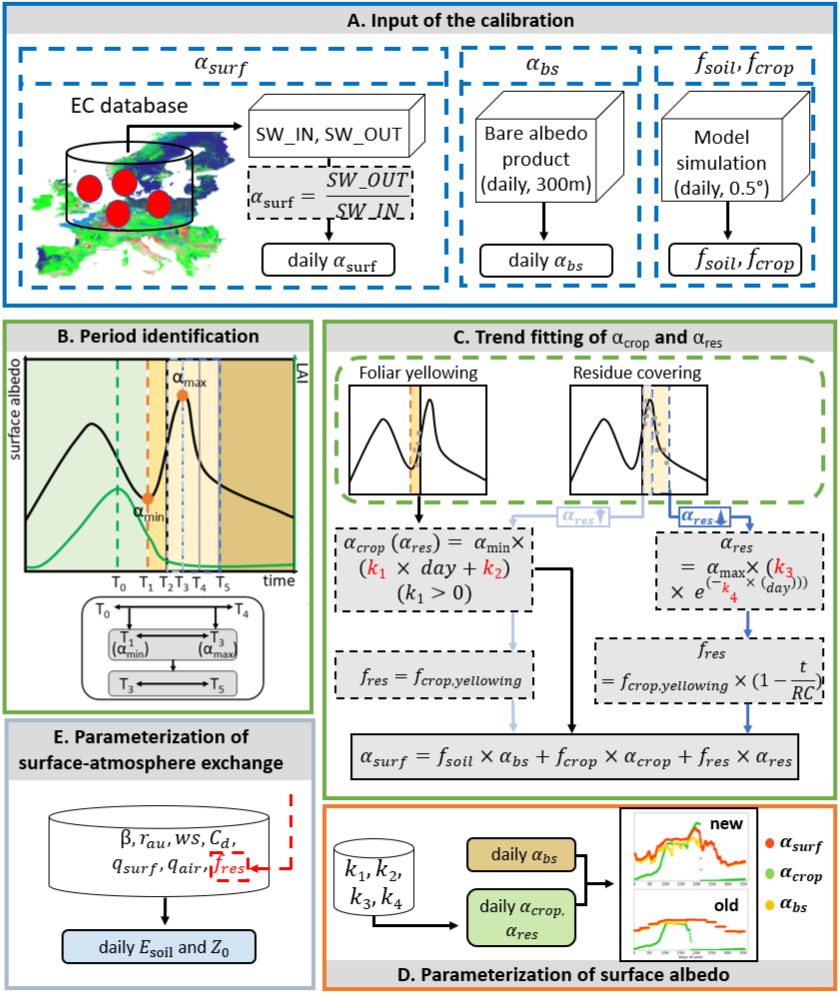 A. Input of the calibration
α_surf
α_bs
f_soil, f_crop
EC database
SW_IN, SW_OUT
α_surf = SW_OUT / SW_IN
daily α_surf
Bare albedo
product
(daily, 300m)
daily α_bs
Model
simulation
(daily, 0.5°)
f_soil, f_crop
B. Period identification
surface albedo
LAI
α_max
α_min
T_0 T_1 T_2 T_3 T_4 T_5 time
T_0 T_4
T_1 T_3
(α_min) (α_max)
T_3 T_5
C. Trend fitting of α_crop and α_res
Foliar yellowing
Residue covering
α_res
α_res
α_crop (α_res) = α_min ×
(k_1 × day + k_2)
(k_1 > 0)
α_res
= α_max × (k_3
× e^(−k_4 × (day)))
f_res = f_crop,yellowing
f_res
= f_crop,yellowing × (1 − t/RC)
α_surf = f_soil × α_bs + f_crop × α_crop + f_res × α_res
E. Parameterization of
surface-atmosphere exchange
β, r_au, ws, C_d,
q_surf, q_air, f_res
daily E_soil and Z_0
k_1, k_2,
k_3, k_4
daily α_bs
daily α_crop,
α_res
new
old
α_surf
α_crop
α_bs
D. Parameterization of surface albedo